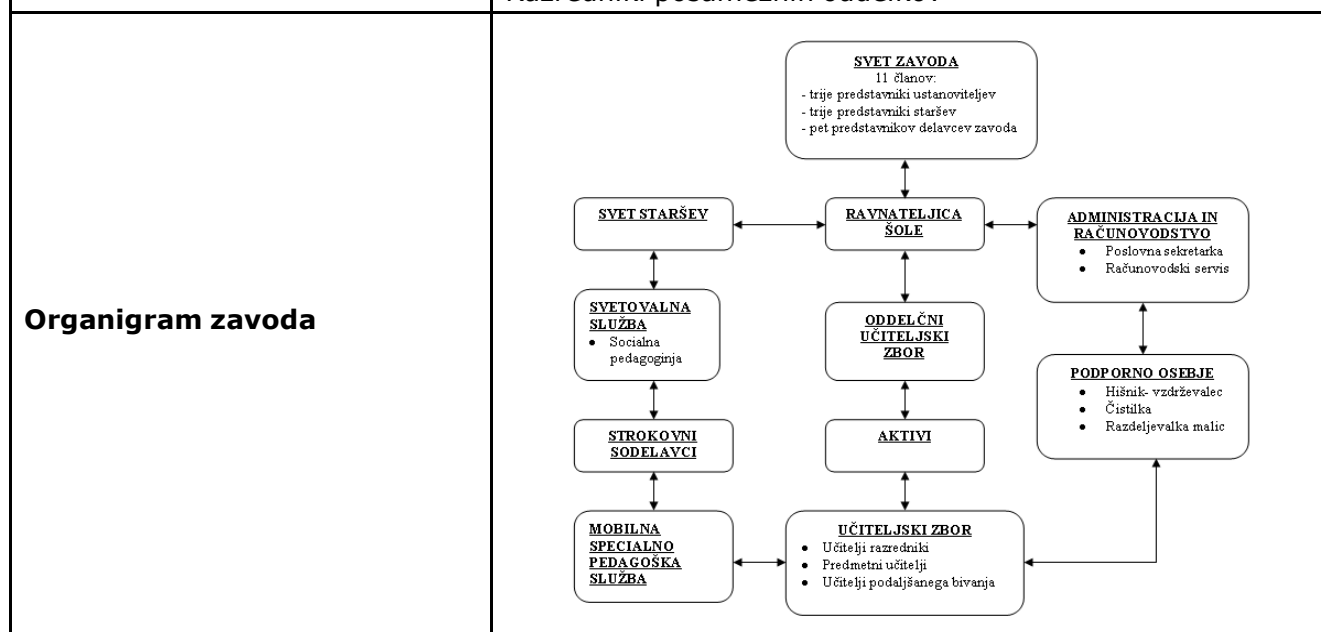 Organigram zavoda
SVET ZAVODA
11 članov:
- trije predstavniki ustanoviteljev
- trije predstavniki staršev
- pet predstavnikov delavcev zavoda
SVET STARŠEV
RAVNATELJICA
ŠOLE
ADMINISTRACIJA IN
RAČUNOVODSTVO
• Poslovna sekretarka
• Računovodski servis
SVETOVALNA
SLUŽBA
• Socialna
pedagoginja
ODDELČNI
UČITELJSKI
ZBOR
PODPORNO OSEBJE
• Hišnik- vzdrževalec
• Čistilka
• Razdeljevalka malic
STROKOVNI
SODELAVCI
AKTIVI
MOBILNA
SPECIALNO
PEDAGOŠKA
SLUŽBA
UČITELJSKI ZBOR
• Učitelji razredniki
• Predmetni učitelji
• Učitelji podaljšanega bivanja